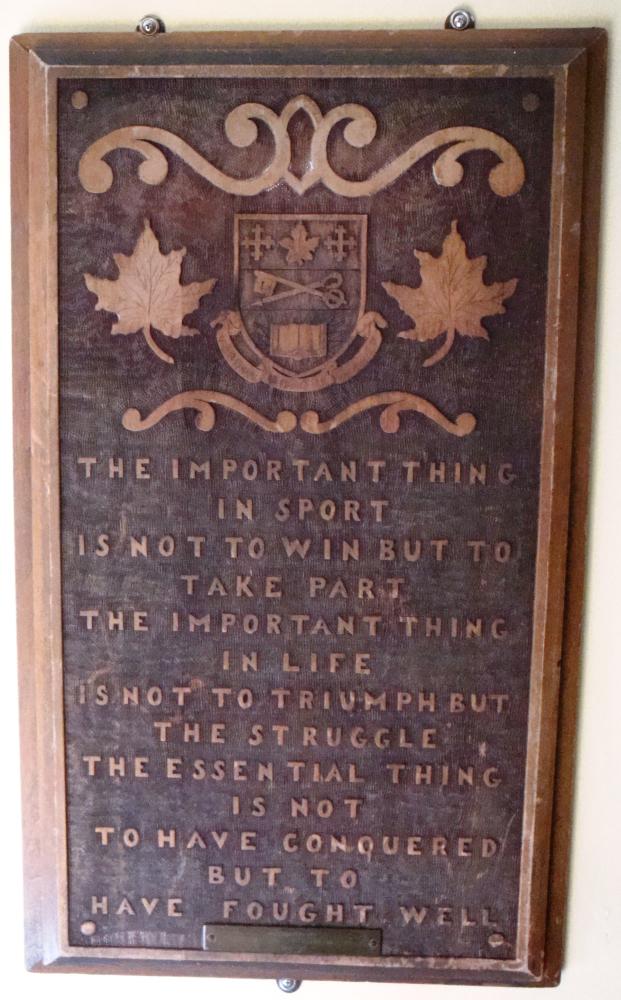 THE IMPORTANT THING
IN SPORT
IS NOT TO WIN BUT TO
TAKE PART
THE IMPORTANT THING
IN LIFE
IS NOT TO TRIUMPH BUT
THE STRUGGLE
THE ESSENTIAL THING
IS NOT
TO HAVE CONQUERED
BUT TO
HAVE FOUGHT WELL